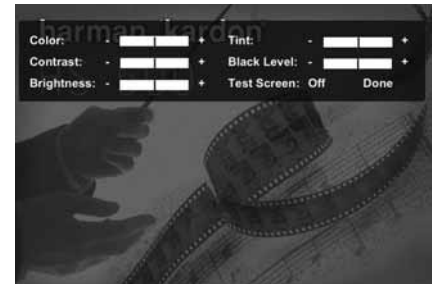 harman kardon
Color: - + Tint: - +
Contrast: - + Black Level: - +
Brightness: - + Test Screen: Off Done